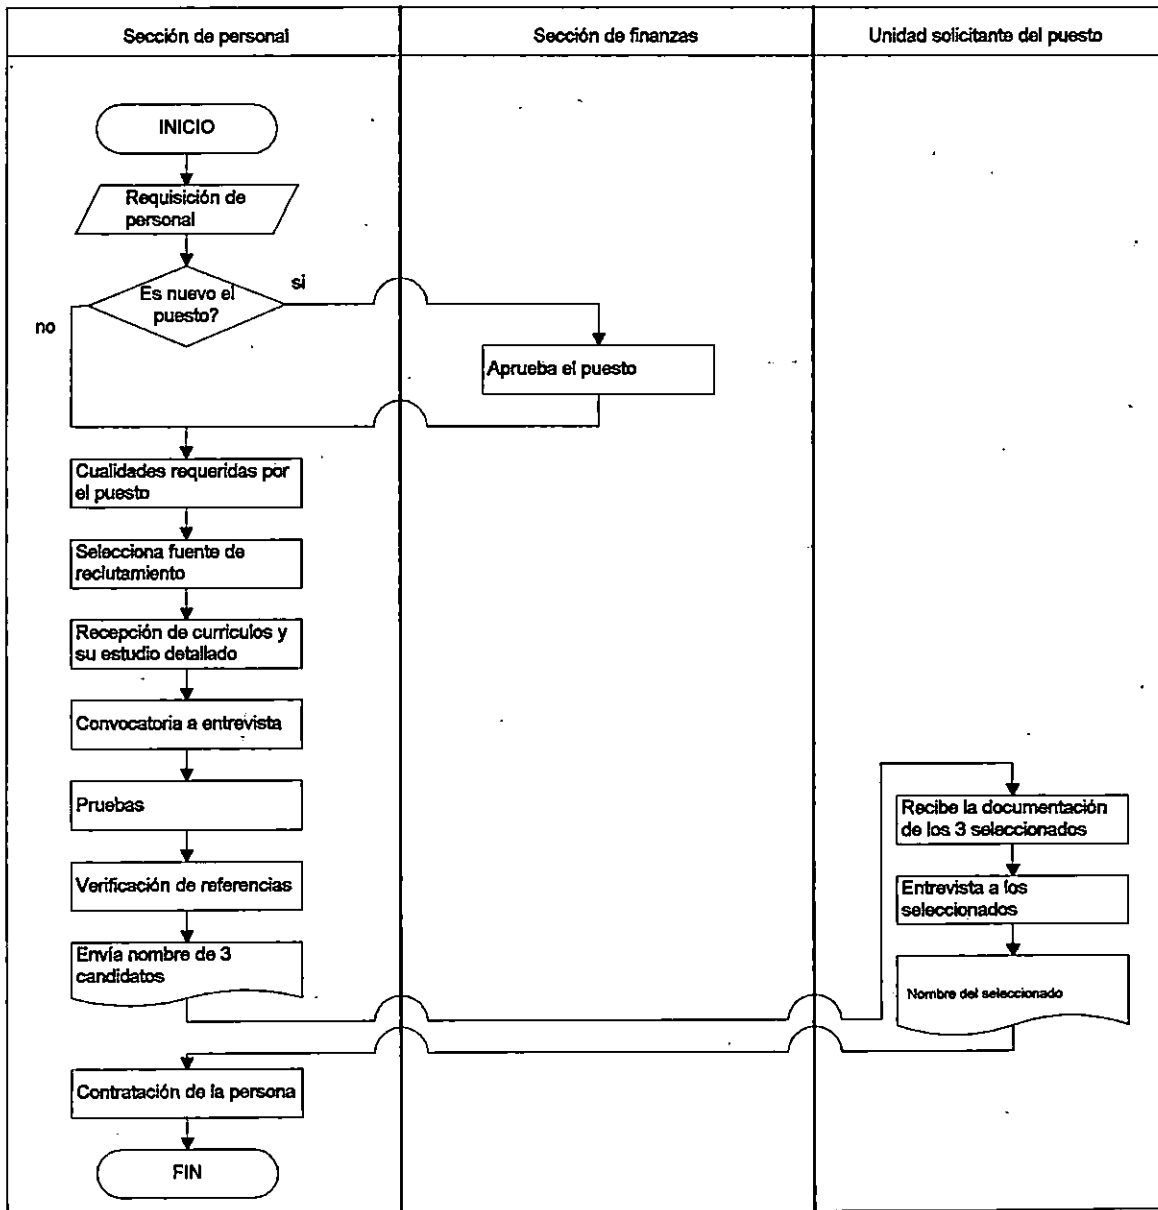 Sección de personal
Sección de finanzas
Unidad solicitante del puesto
INICIO
Requisición de
personal
Es nuevo el
puesto?
si
no
Aprueba el puesto
Cualidades requeridas por
el puesto
Selecciona fuente de
reclutamiento
Recepción de curriculos y
su estudio detallado
Convocatoria a entrevista
Pruebas
Verificación de referencias
Envía nombre de 3
candidatos
Recibe la documentación
de los 3 seleccionados
Entrevista a los
seleccionados
Nombre del seleccionado
Contratación de la persona
FIN